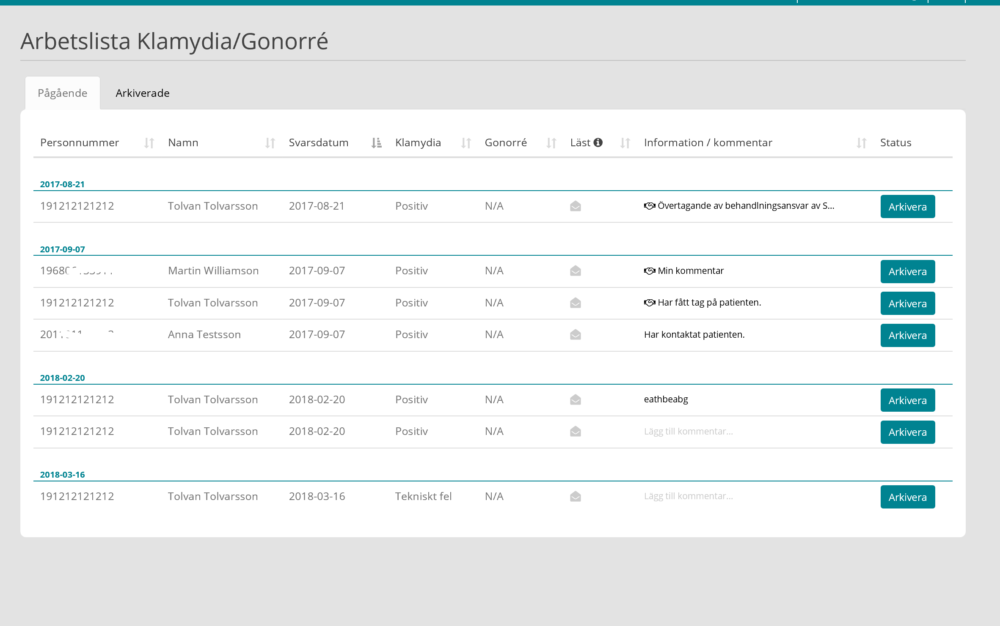 Arbetslista Klamydia/Gonorré
Pågående Arkiverade
Personnummer Namn Svarsdatum Klamydia Gonorré Läst Information / kommentar Status
2017-08-21
191212121212 Tolvan Tolvarsson 2017-08-21 Positiv N/A Övertagande av behandlningsansvar av S... Arkivera
2017-09-07
Martin Williamson 2017-09-07 Positiv N/A Min kommentar Arkivera
191212121212 Tolvan Tolvarsson 2017-09-07 Positiv N/A Har fått tag på patienten. Arkivera
Anna Testsson 2017-09-07 Positiv N/A Har kontaktat patienten. Arkivera
2018-02-20
191212121212 Tolvan Tolvarsson 2018-02-20 Positiv N/A eathbeabg Arkivera
191212121212 Tolvan Tolvarsson 2018-02-20 Positiv N/A Lägg till kommentar... Arkivera
2018-03-16
191212121212 Tolvan Tolvarsson 2018-03-16 Tekniskt fel N/A Lägg till kommentar... Arkivera